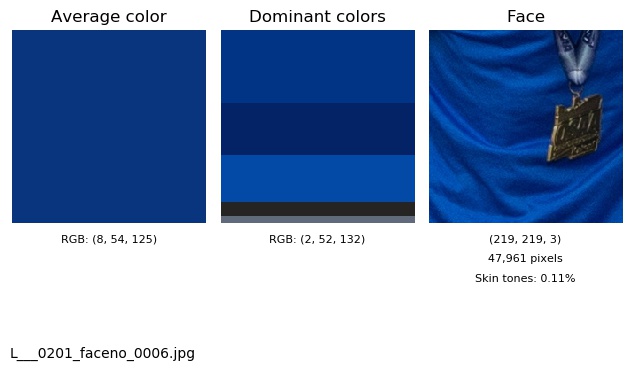 Average color
Dominant colors
Face
RGB: (8, 54, 125)
RGB: (2, 52, 132)
(219, 219, 3)
47,961 pixels
Skin tones: 0.11%
L___0201_faceno_0006.jpg